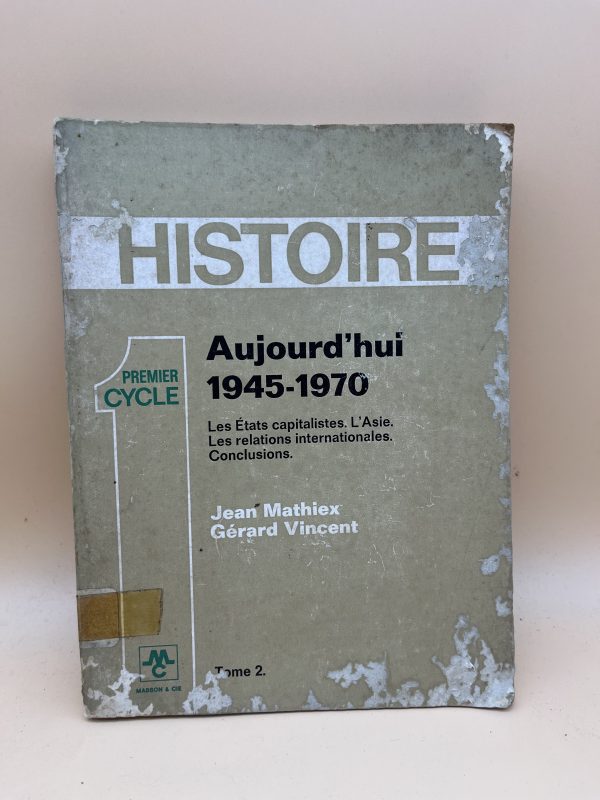 HISTOIRE
PREMIER
CYCLE
1
Aujourd'hui
1945-1970
Les États capitalistes. L'Asie.
Les relations internationales.
Conclusions.
Jean Mathiex
Gérard Vincent
MC
MASSON & CIE
Tome 2.